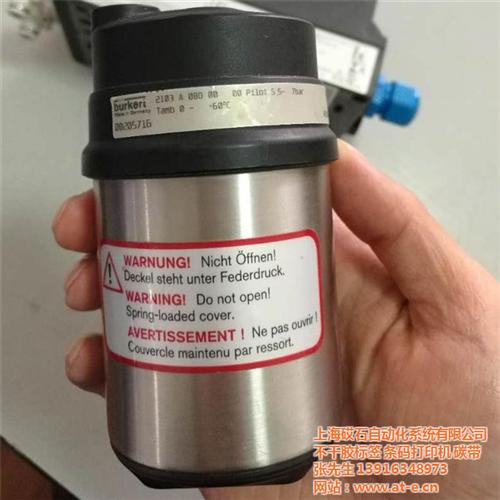 burkert
Made in Germany
2103 A 080 00 00 Pilot 5,5- 7bar
Tamb 0 - -60°C
00205716
WARNUNG! Nicht Öffnen!
Deckel steht unter Federdruck.
WARNING! Do not open!
Spring-loaded cover.
AVERTISSEMENT ! Ne pas ouvrir !
Couvercle maintenu par ressort.
上海砹石自动化系统有限公司
不干胶标签 条码打印机 碳带
张先生 13916348973
网站：www.at-e.cn